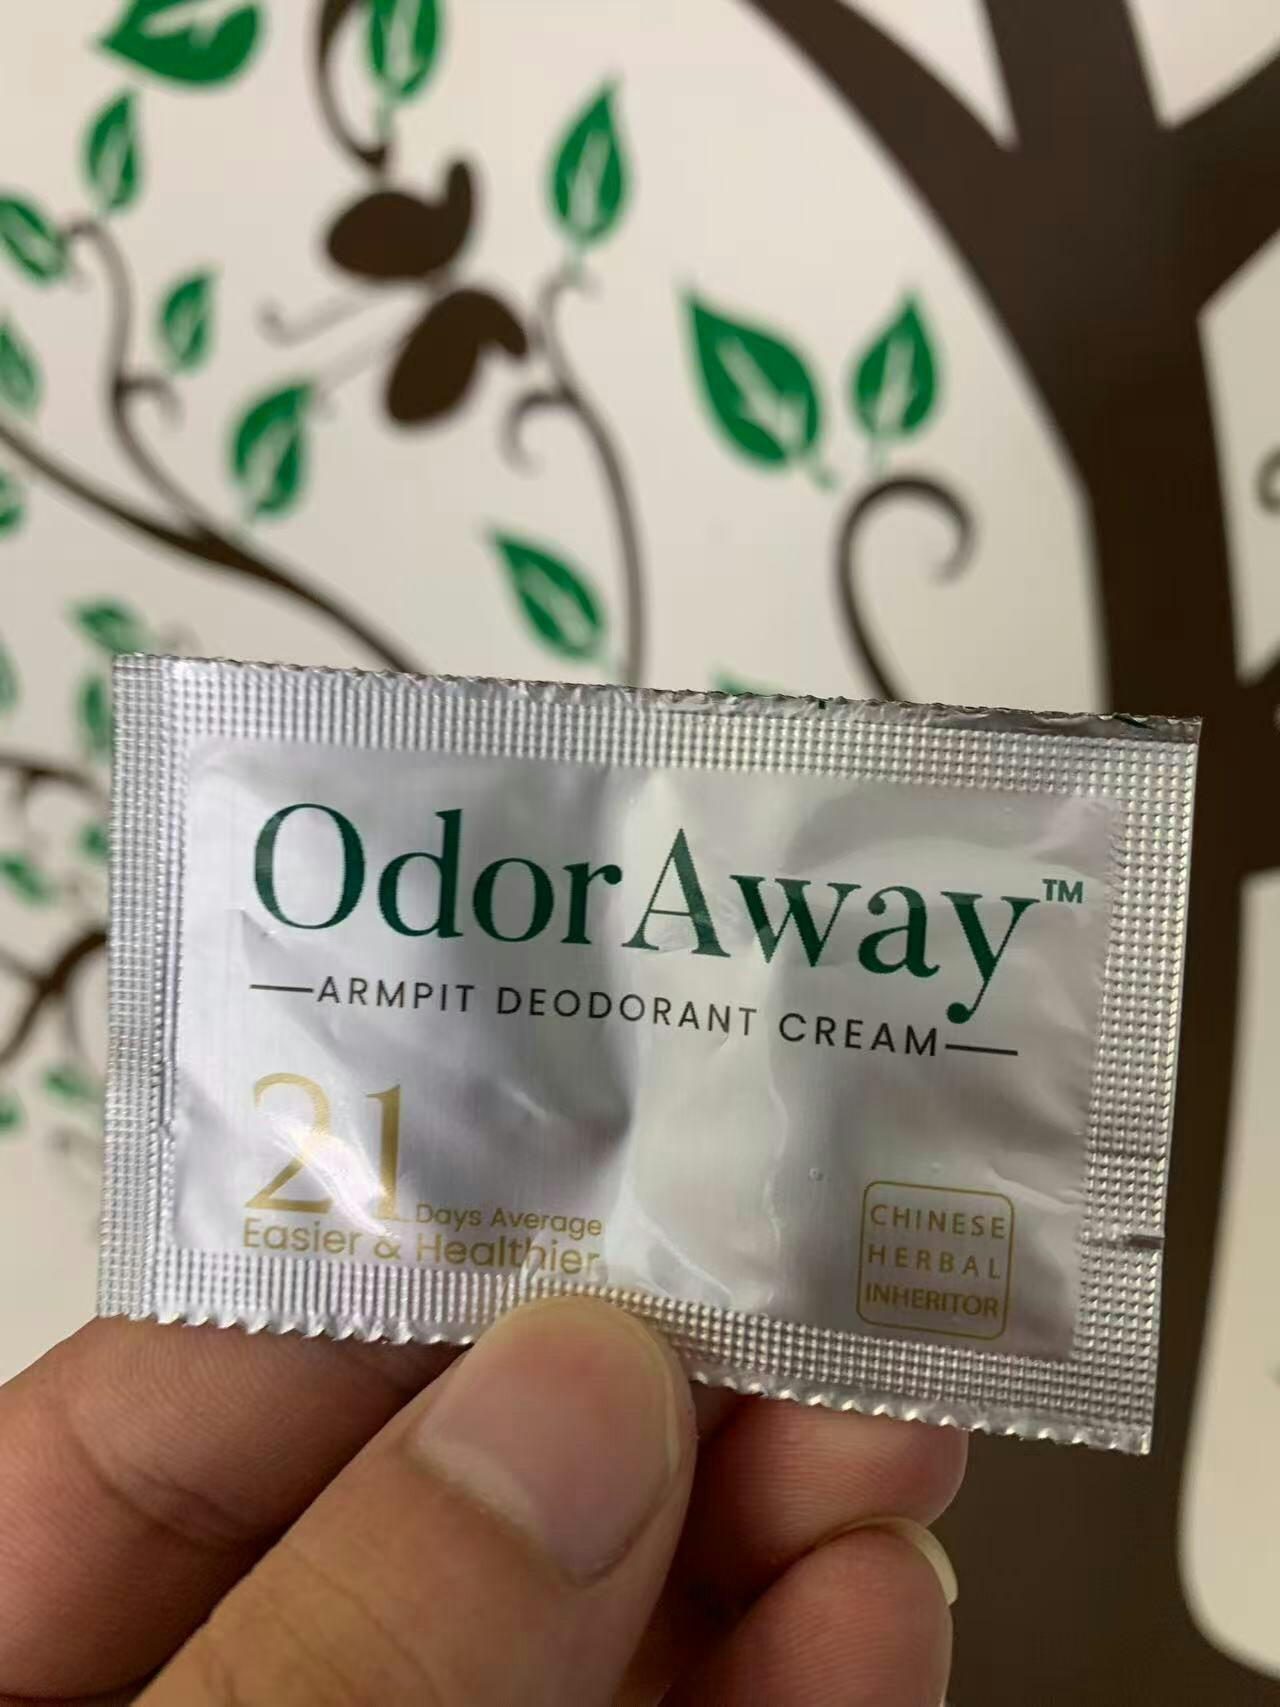 OdorAway™
ARMPIT DEODORANT CREAM
21 Days Average
Easier & Healthier
CHINESE
HERBAL
INHERITOR